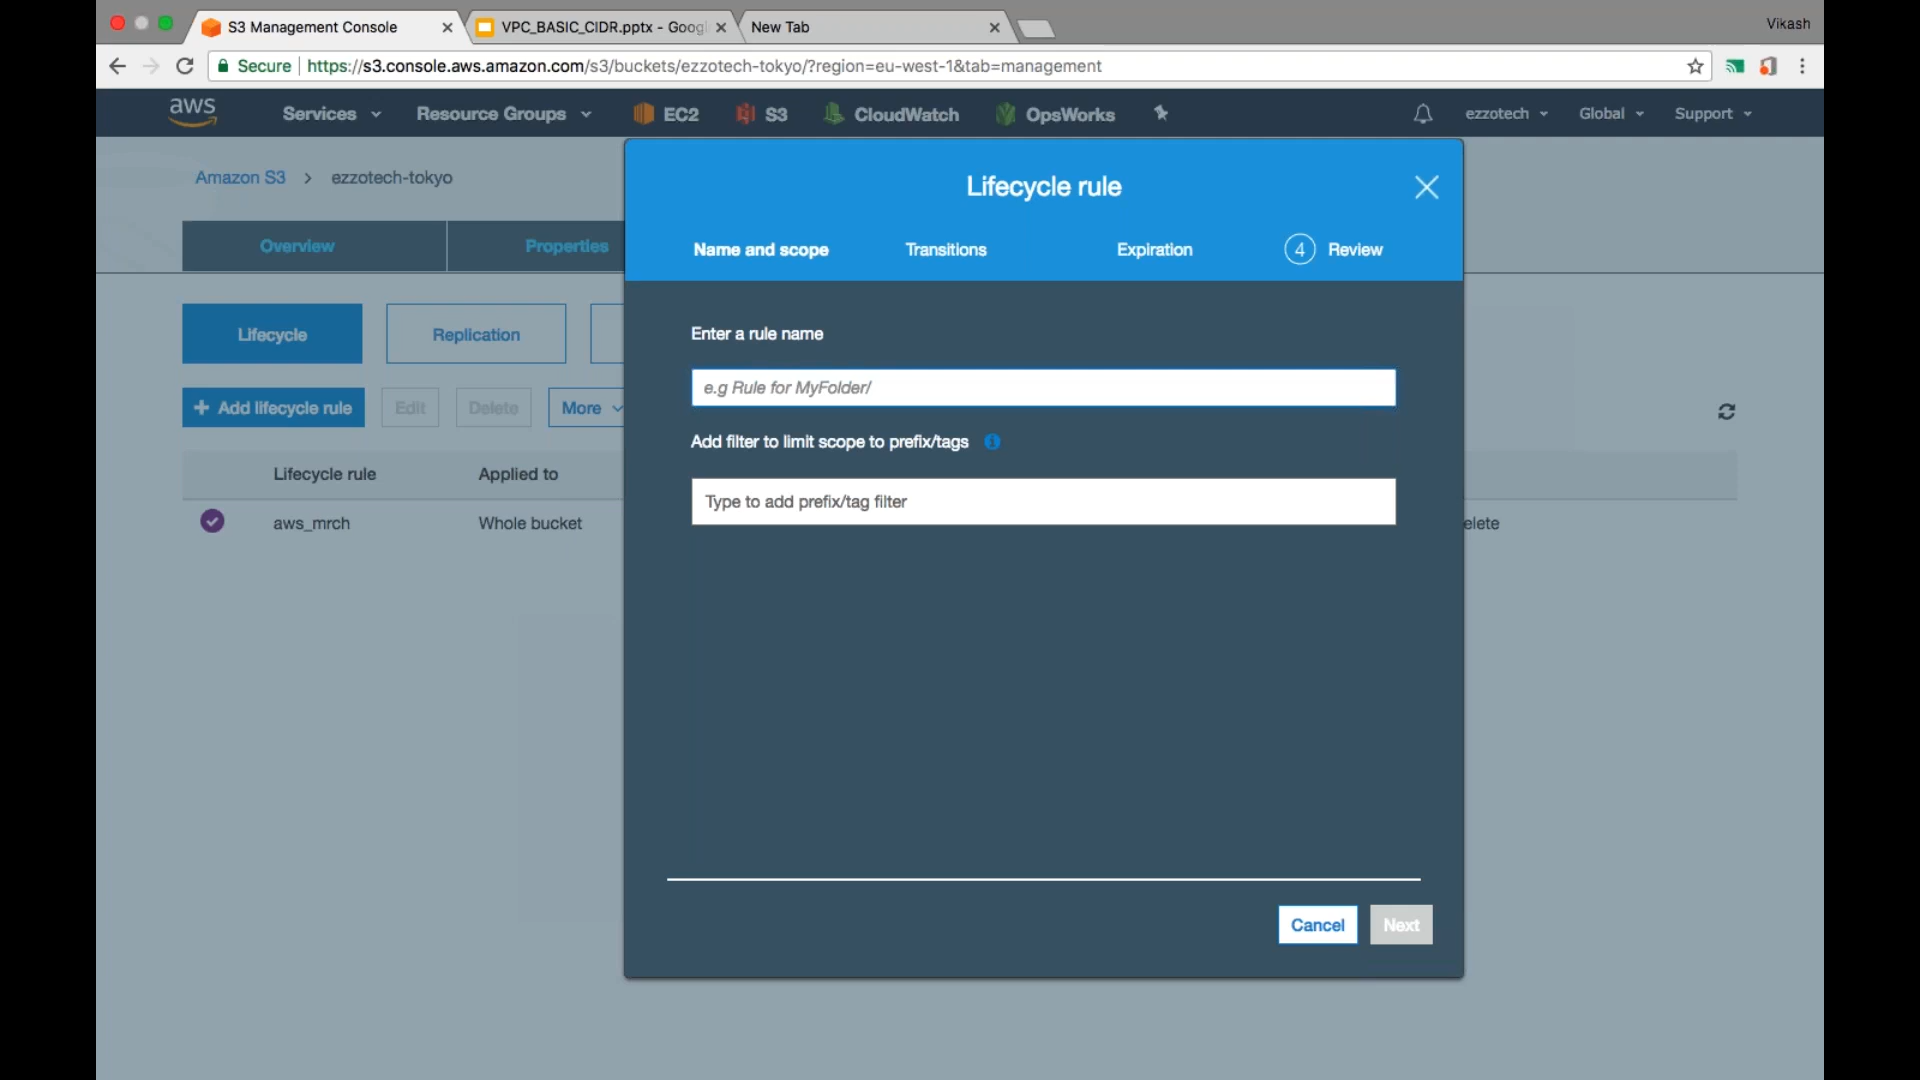 S3 Management Console
VPC_BASIC_CIDR.pptx - Googl
New Tab
Vikash
Secure
https://s3.console.aws.amazon.com/s3/buckets/ezzotech-tokyo/?region=eu-west-1&tab=management
aws
Services
Resource Groups
EC2
S3
CloudWatch
OpsWorks
ezzotech
Global
Support
Amazon S3 > ezzotech-tokyo
Overview
Properties
Lifecycle
Replication
+ Add lifecycle rule
Edit
Delete
More
Lifecycle rule
Applied to
aws_mrch
Whole bucket
elete
Lifecycle rule
Name and scope
Transitions
Expiration
4 Review
Enter a rule name
e.g Rule for MyFolder/
Add filter to limit scope to prefix/tags
Type to add prefix/tag filter
Cancel
Next